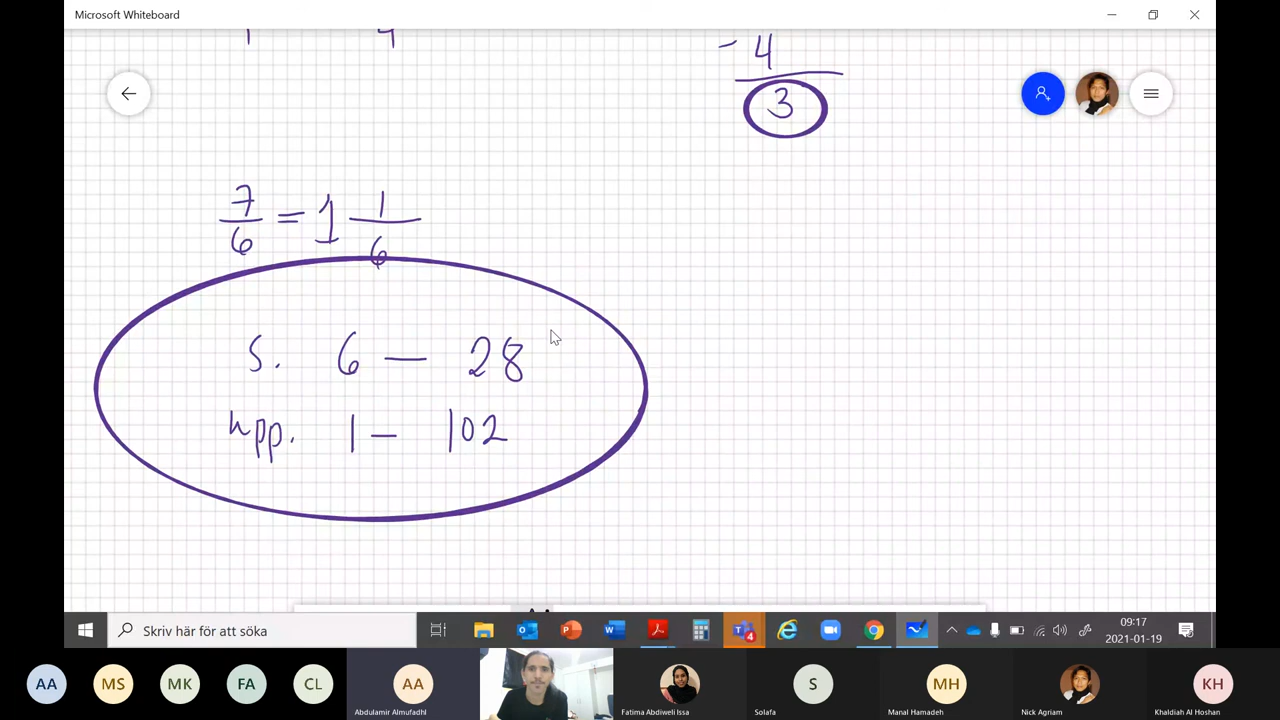 Microsoft Whiteboard
- 4
3
7/6 = 1 1/6
S. 6 — 28
upp. 1 — 102
Skriv här för att söka
4
09:17
2021-01-19
AA
MS
MK
FA
CL
AA
S
MH
KH
Abdulamir Almufadhl
Fatima Abdiweli Issa
Solafa
Manal Hamadeh
Nick Agriam
Khaldiah Al Hoshan